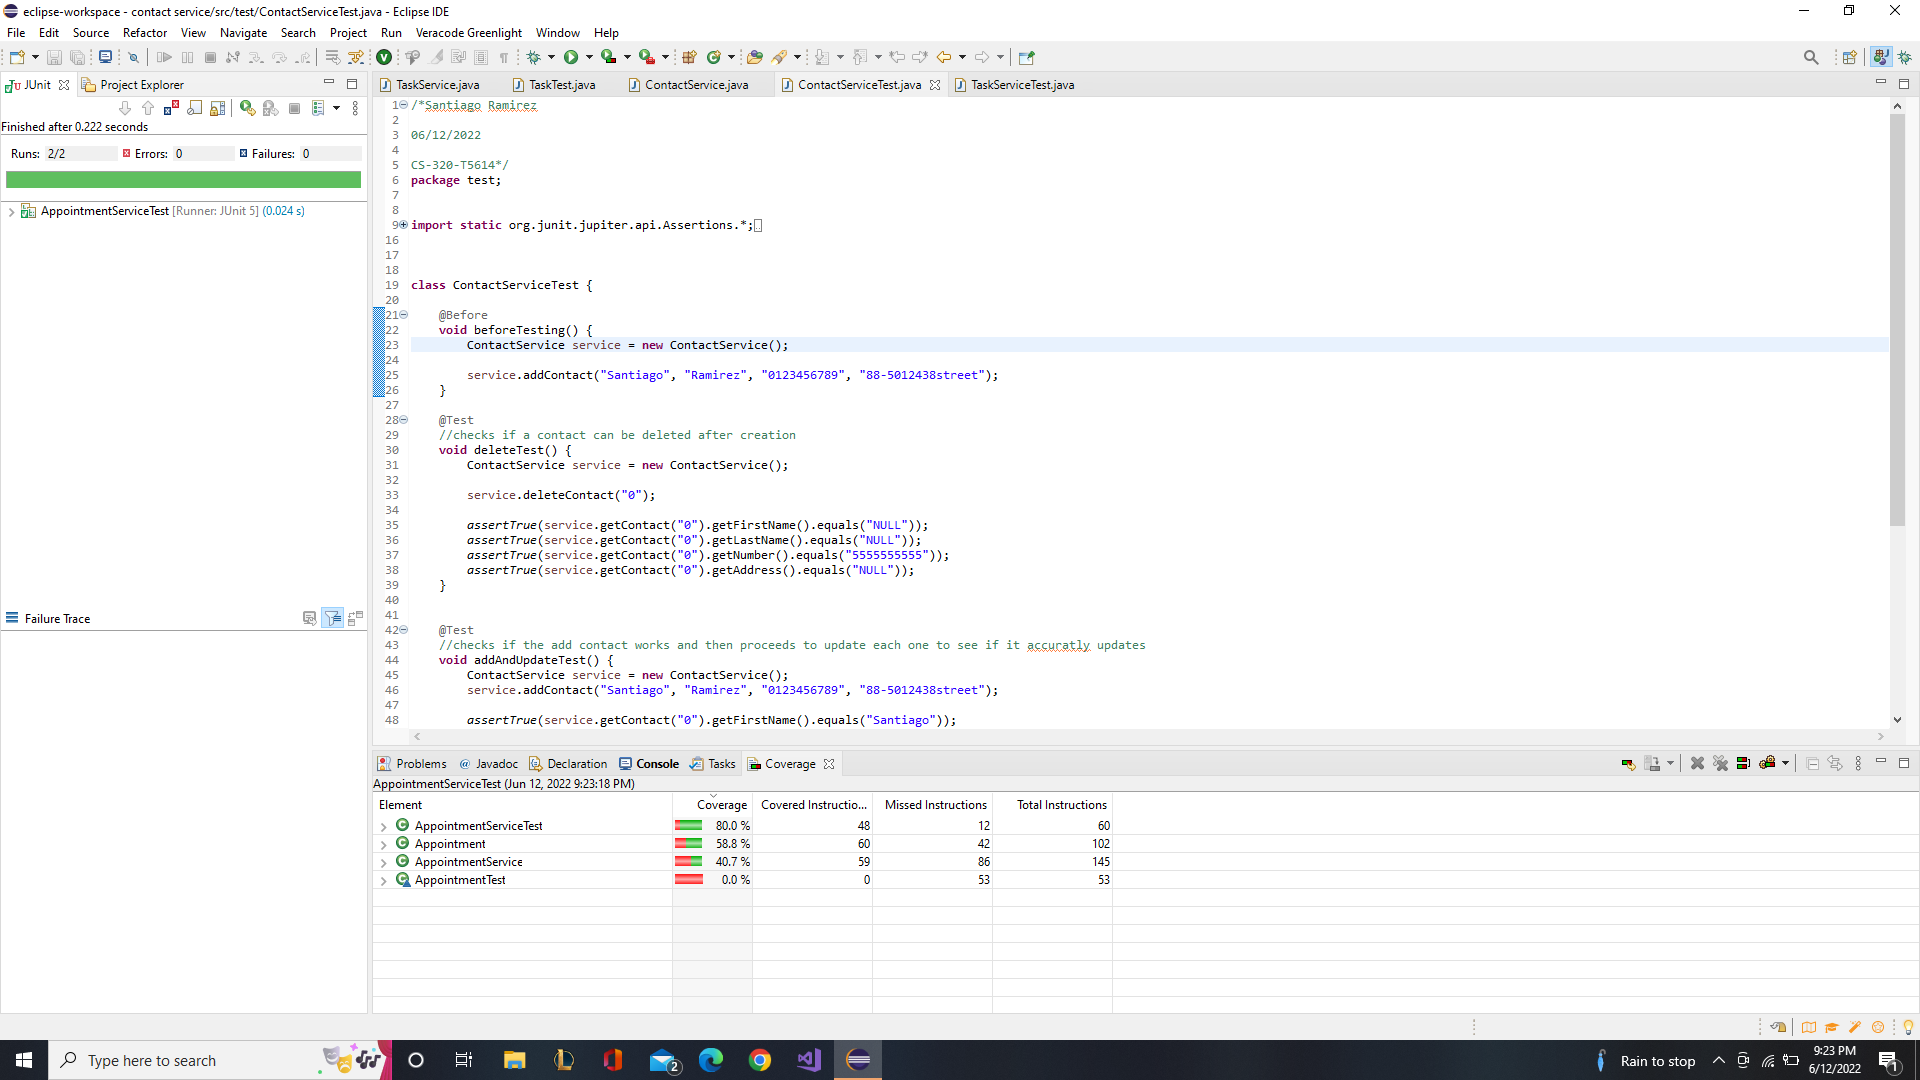 eclipse-workspace - contact service/src/test/ContactServiceTest.java - Eclipse IDE
File Edit Source Refactor Navigate Search Project Run Veracode Greenlight Window Help
View
JUnit
Project Explorer
TaskService.java
TaskTest.java
ContactService.java
ContactServiceTest.java
TaskServiceTest.java
Finished after 0.222 seconds
Runs: 2/2
Errors: 0
Failures: 0
AppointmentServiceTest [Runner: JUnit 5] (0.024 s)
Failure Trace
1 /*Santiago Ramirez
2
3 06/12/2022
4
5 CS-320-T5614*/
6 package test;
7
8
9 import static org.junit.jupiter.api.Assertions.*;
16
17
18
19 class ContactServiceTest {
20
21 @Before
22 void beforeTesting() {
23 ContactService service = new ContactService();
24
25 service.addContact("Santiago", "Ramirez", "0123456789", "88-5012438street");
26 }
27
28 @Test
29 //checks if a contact can be deleted after creation
30 void deleteTest() {
31 ContactService service = new ContactService();
32
33 service.deleteContact("0");
34
35 assertTrue(service.getContact("0").getFirstName().equals("NULL"));
36 assertTrue(service.getContact("0").getLastName().equals("NULL"));
37 assertTrue(service.getContact("0").getNumber().equals("5555555555"));
38 assertTrue(service.getContact("0").getAddress().equals("NULL"));
39 }
40
41
42 @Test
43 //checks if the add contact works and then proceeds to update each one to see if it accuratly updates
44 void addAndUpdateTest() {
45 ContactService service = new ContactService();
46 service.addContact("Santiago", "Ramirez", "0123456789", "88-5012438street");
47
48 assertTrue(service.getContact("0").getFirstName().equals("Santiago"));
Problems @ Javadoc Declaration Console Tasks Coverage
AppointmentServiceTest (Jun 12, 2022 9:23:18 PM)
Element Coverage Covered Instructio... Missed Instructions Total Instructions
AppointmentServiceTest 80.0 % 48 12 60
Appointment 58.8 % 60 42 102
AppointmentService 40.7 % 59 86 145
AppointmentTest 0.0 % 0 53 53
Type here to search
2
Rain to stop
9:23 PM
6/12/2022
1